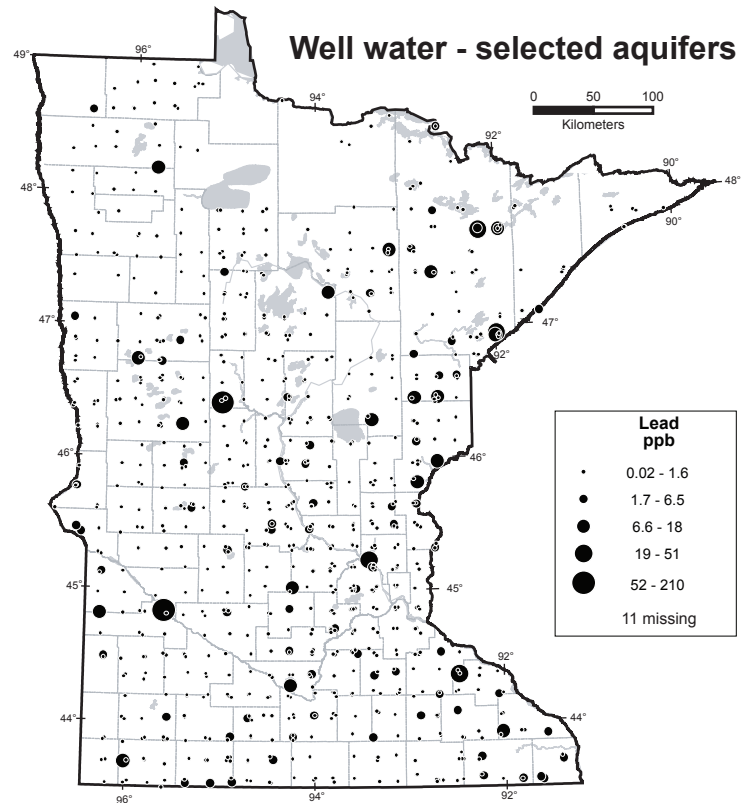 Well water - selected aquifers
0 50 100
Kilometers
49°
96°
94°
92°
90°
48°
48°
90°
47°
47°
92°
46°
46°
45°
45°
92°
44°
44°
96°
94°
92°
Lead
ppb
0.02 - 1.6
1.7 - 6.5
6.6 - 18
19 - 51
52 - 210
11 missing